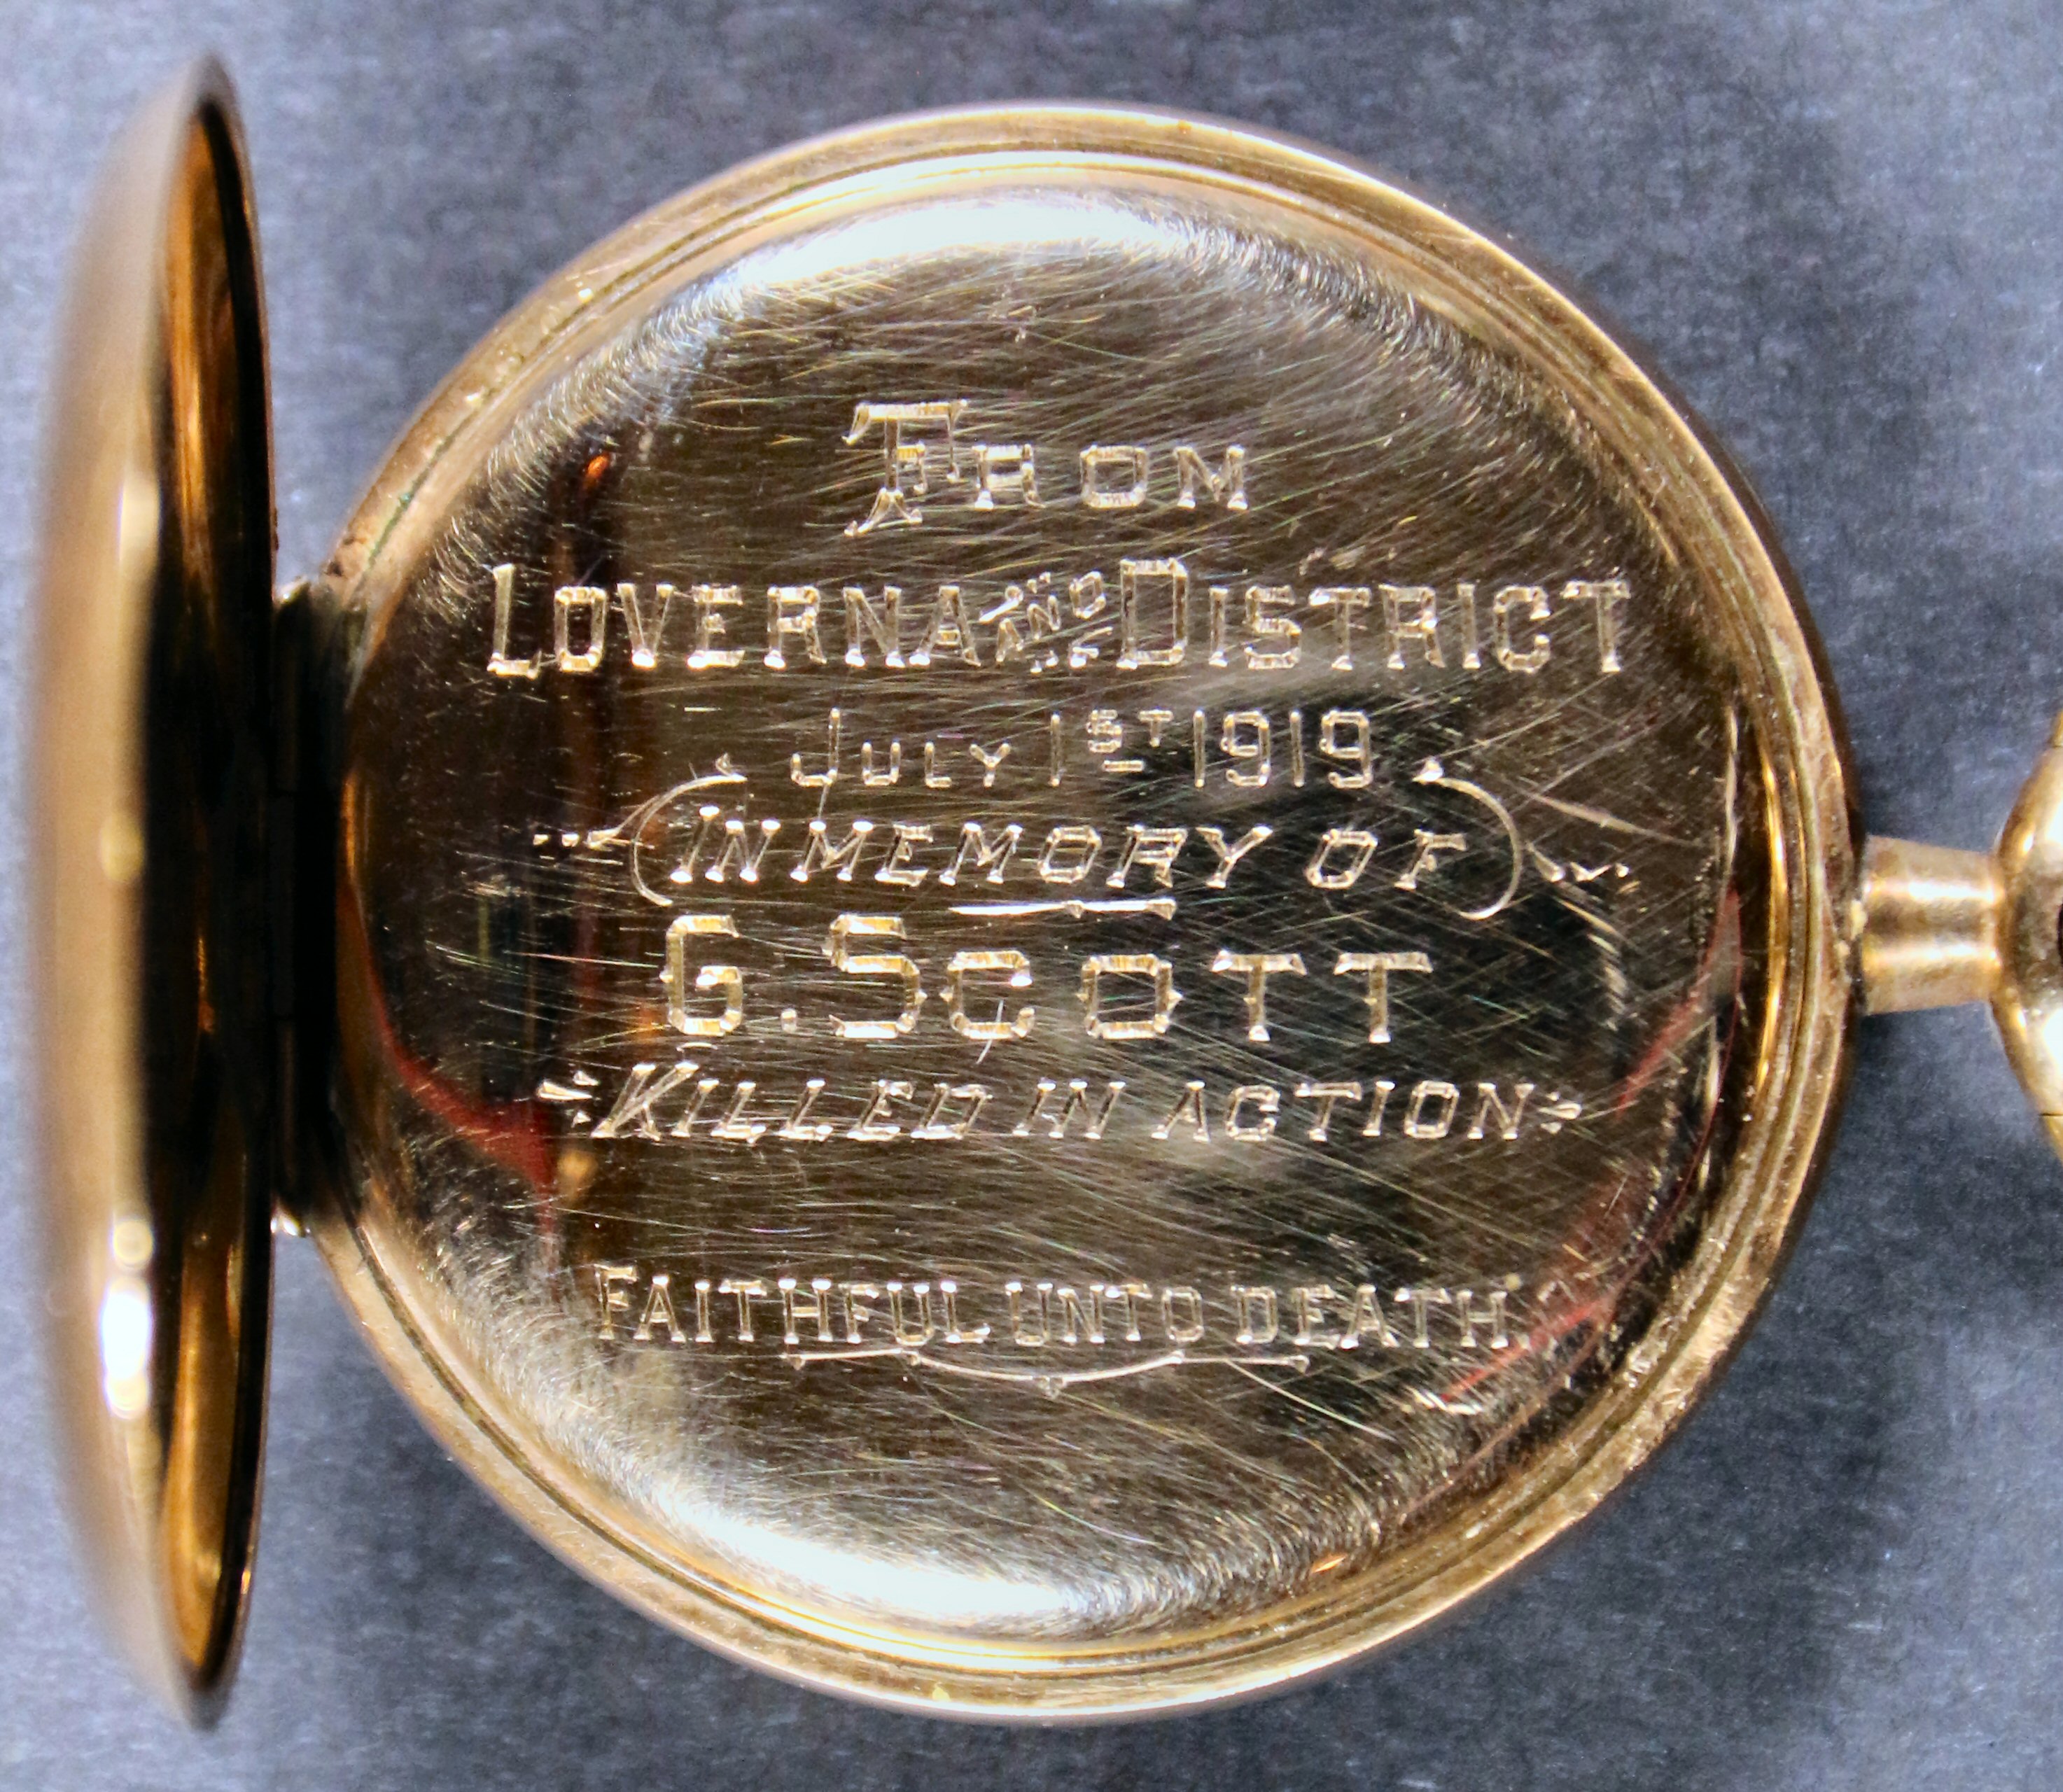 From
Loverna AND District
July 1ST 1919
In memory of
G. Scott
Killed in action
Faithful unto death.